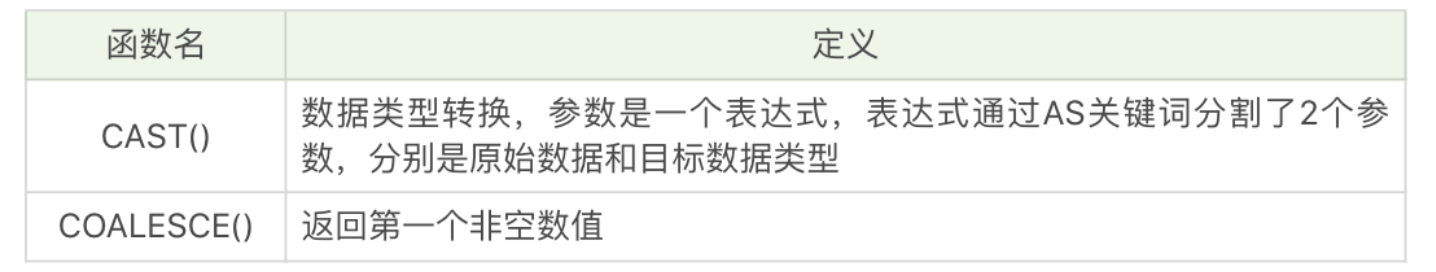 函数名
定义
CAST()
数据类型转换，参数是一个表达式，表达式通过AS关键词分割了2个参
数，分别是原始数据和目标数据类型
COALESCE()
返回第一个非空数值